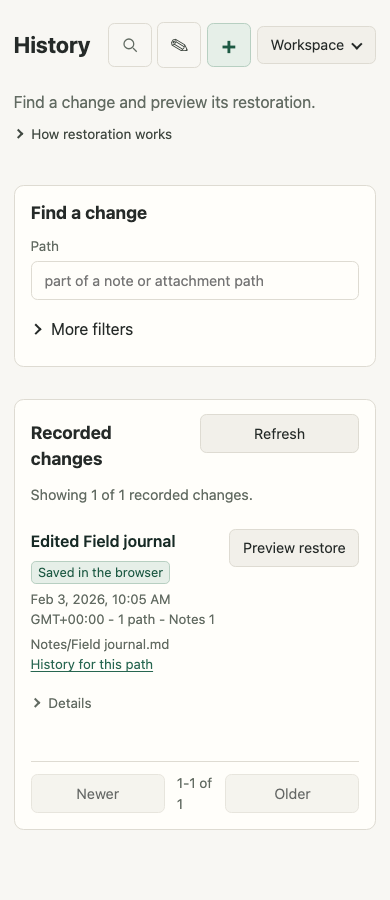 History
Workspace
Find a change and preview its restoration.
How restoration works
Find a change
Path
part of a note or attachment path
More filters
Recorded
changes
Refresh
Showing 1 of 1 recorded changes.
Edited Field journal
Preview restore
Saved in the browser
Feb 3, 2026, 10:05 AM
GMT+00:00 - 1 path - Notes 1
Notes/Field journal.md
History for this path
Details
Newer
1-1 of
1
Older